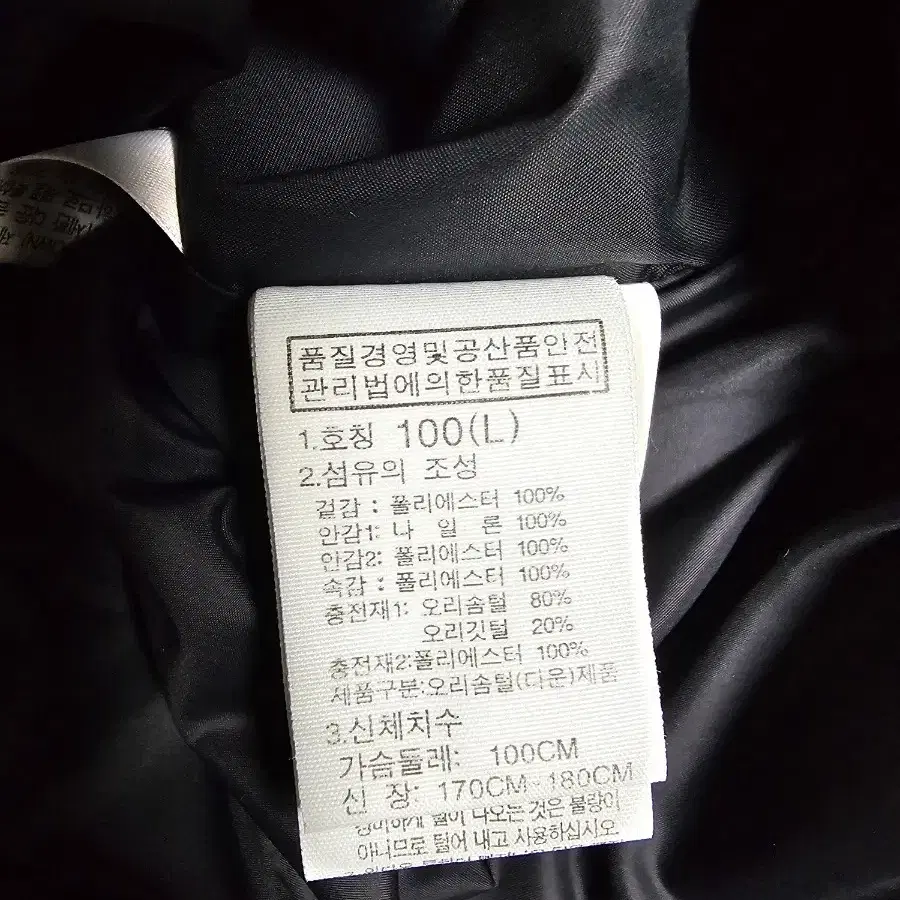 품질경영및공산품안전
관리법에의한품질표시
1.호칭 100(L)
2.섬유의 조성
겉감 : 폴리에스터 100%
안감1: 나 일 론 100%
안감2: 폴리에스터 100%
속감 : 폴리에스터 100%
충전재1: 오리솜털 80%
오리깃털 20%
충전재2:폴리에스터 100%
제품구분:오리솜털(다운)제품
3.신체치수
가슴둘레: 100CM
신 장: 170CM~180CM
털이 나오는 것은 불량이
아니므로 털어 내고 사용하십시오